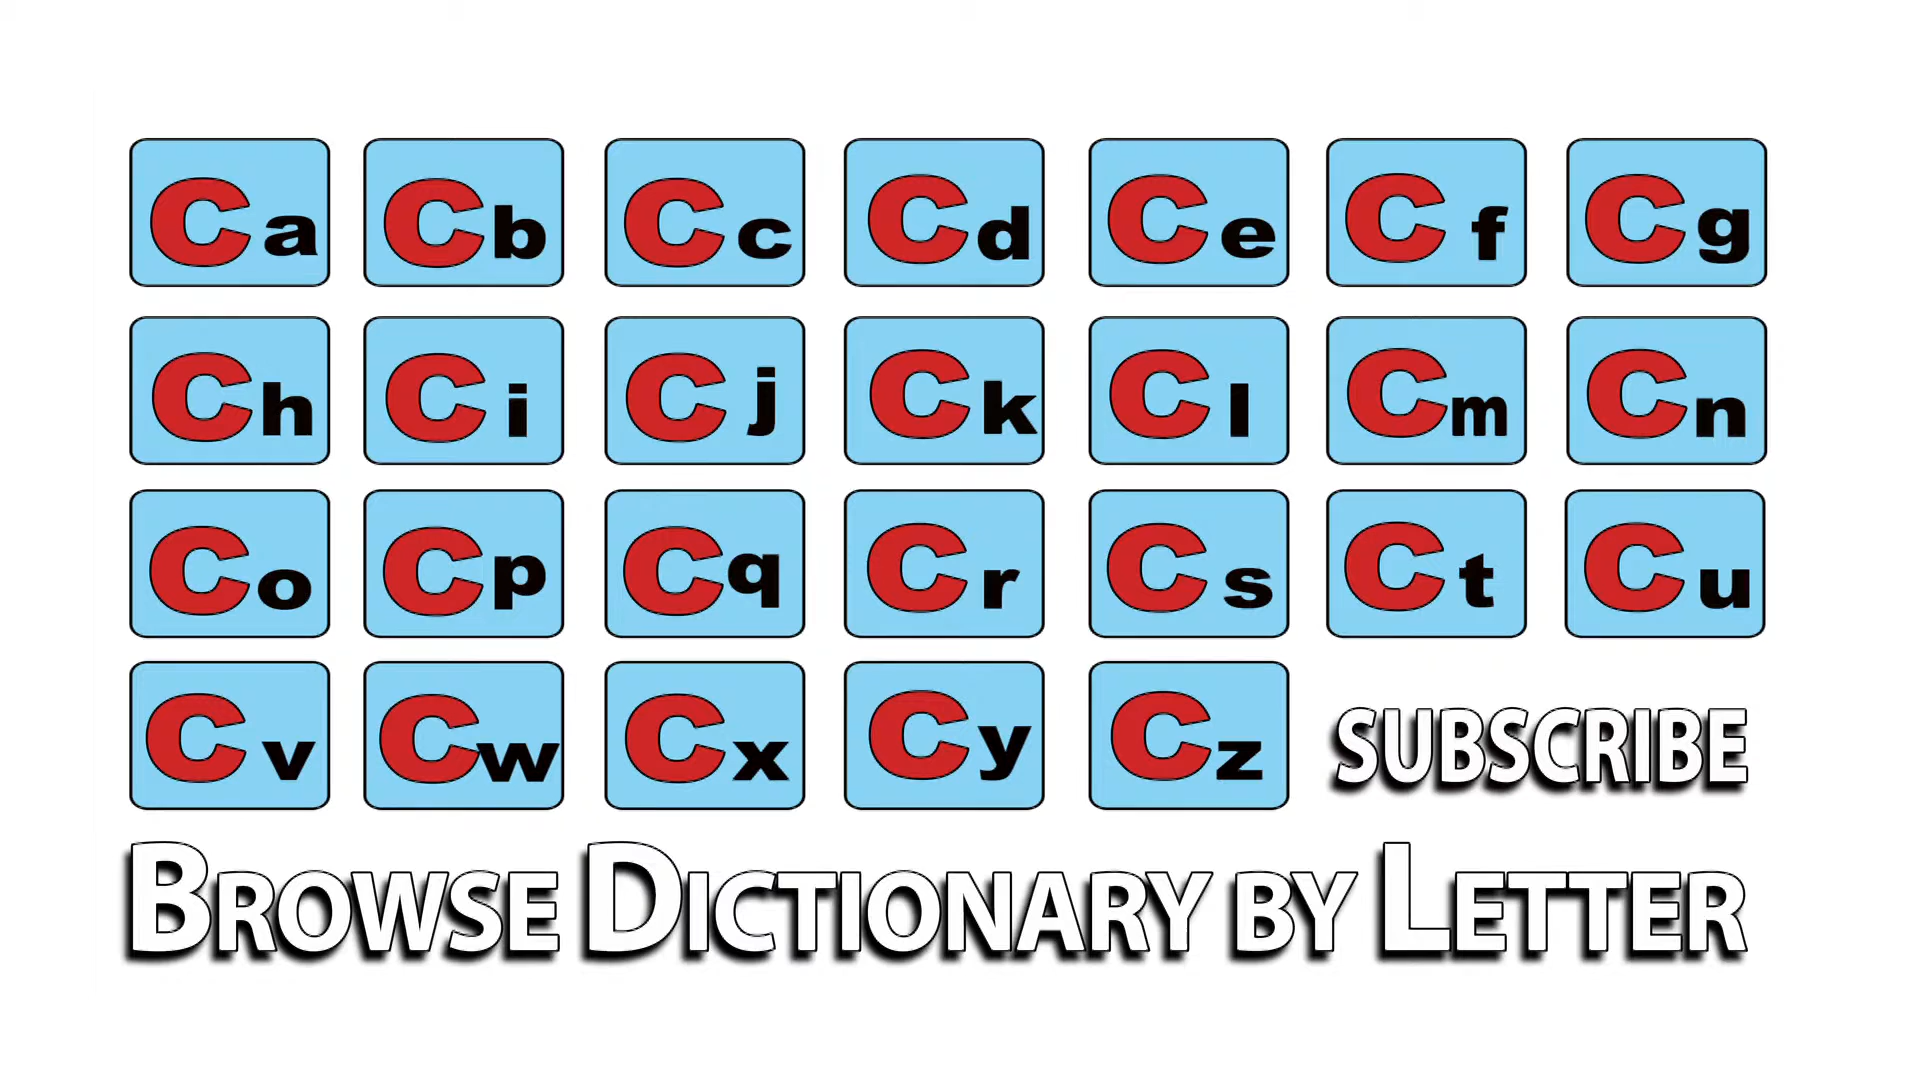 Ca Cb Cc Cd Ce Cf Cg
Ch Ci Cj Ck Cl Cm Cn
Co Cp Cq Cr Cs Ct Cu
Cv Cw Cx Cy Cz SUBSCRIBE
BROWSE DICTIONARY BY LETTER